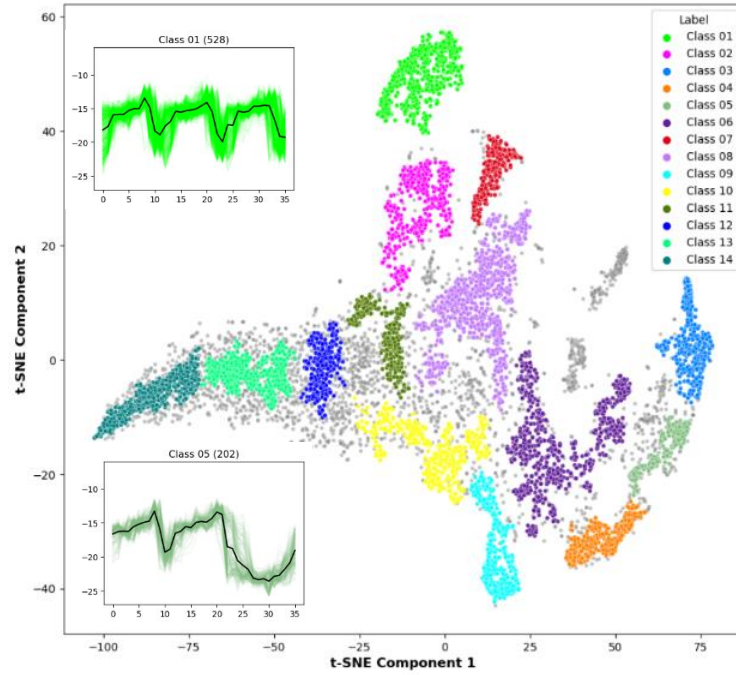 60
40
20
0
−20
−40
t-SNE Component 2
−100
−75
−50
−25
0
25
50
75
t-SNE Component 1
Class 01 (528)
−10
−15
−20
−25
0 5 10 15 20 25 30 35
Class 05 (202)
−10
−15
−20
−25
0 5 10 15 20 25 30 35
Label
Class 01
Class 02
Class 03
Class 04
Class 05
Class 06
Class 07
Class 08
Class 09
Class 10
Class 11
Class 12
Class 13
Class 14